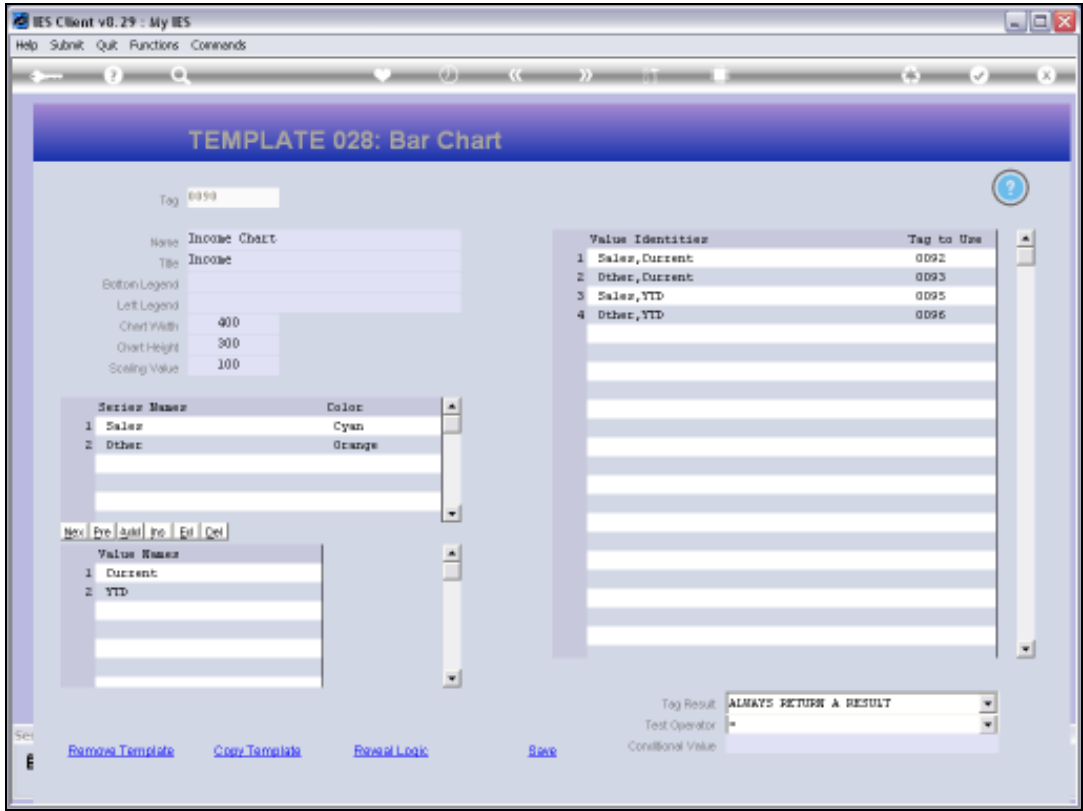 IES Client v8.29 : My IES
Help Submit Quit Functions Commands
TEMPLATE 028: Bar Chart
Tag 0090
Name Income Chart
Title Income
Bottom Legend
Left Legend
Chart Width 400
Chart Height 300
Scaling Value 100
Series Names Color
1 Sales Cyan
2 Other Orange
Nex Pre Add Ins Ed Del
Value Names
1 Current
2 YTD
Value Identities Tag to Use
1 Sales,Current 0092
2 Other,Current 0093
3 Sales,YTD 0095
4 Other,YTD 0096
Tag Result ALWAYS RETURN A RESULT
Test Operator =
Conditional Value
Remove Template Copy Template Reveal Logic Save